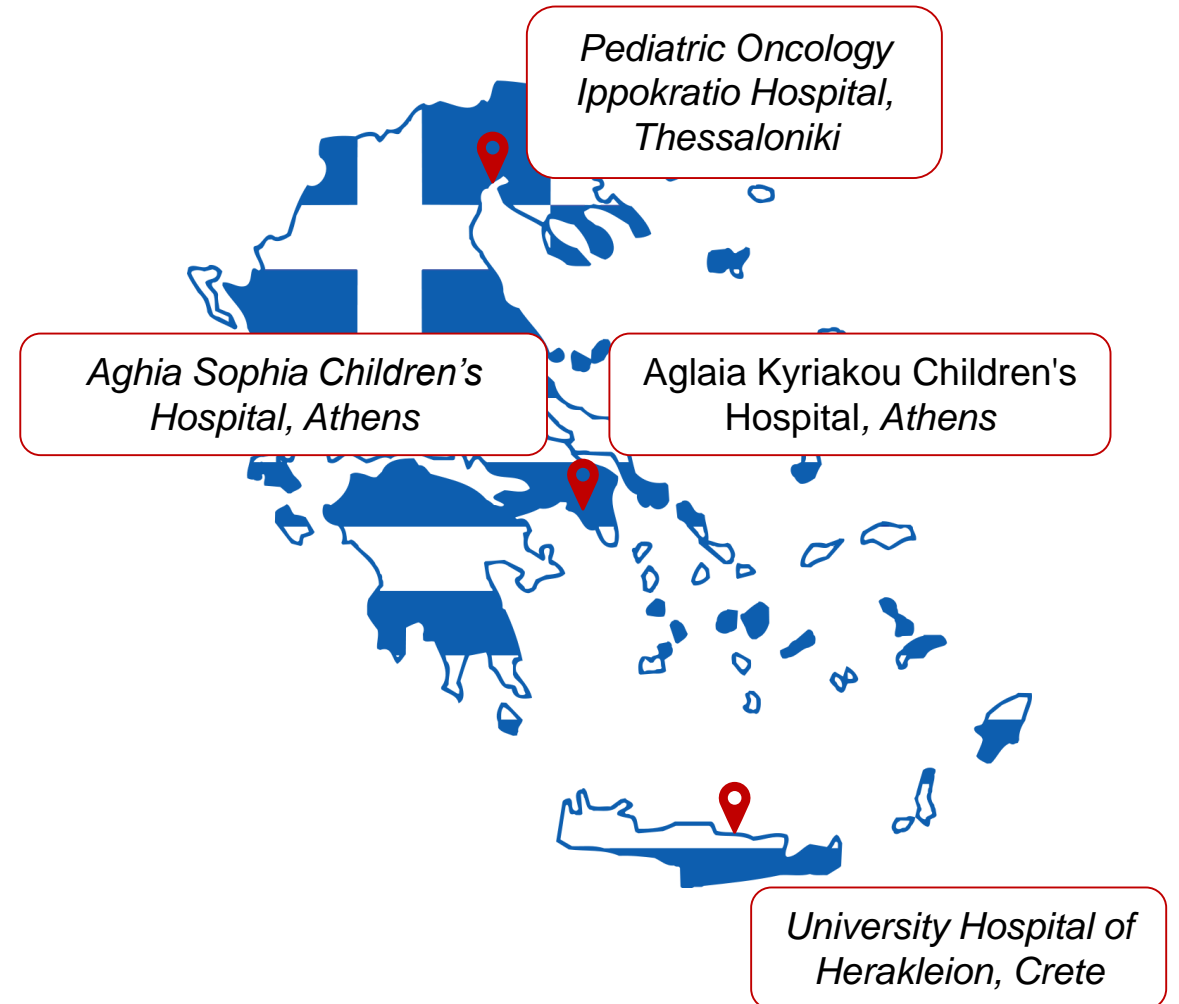 Pediatric Oncology
Ippokratio Hospital,
Thessaloniki
Aghia Sophia Children’s
Hospital, Athens
Aglaia Kyriakou Children's
Hospital, Athens
University Hospital of
Herakleion, Crete